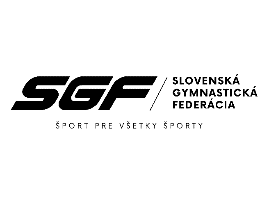 SGF
SLOVENSKÁ
GYMNASTICKÁ
FEDERÁCIA
ŠPORT PRE VŠETKY ŠPORTY